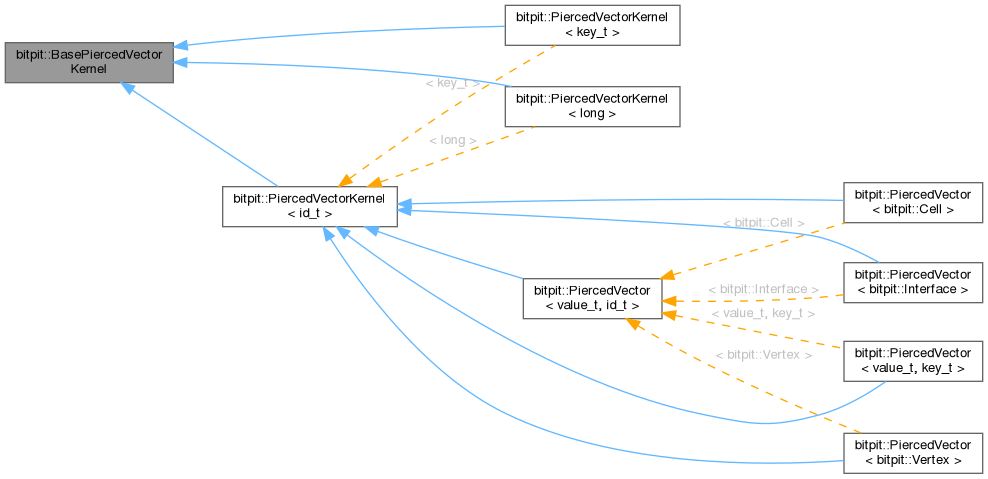 bitpit::PiercedVectorKernel
< key_t >
bitpit::BasePiercedVector
Kernel
< key_t >
bitpit::PiercedVectorKernel
< long >
< long >
bitpit::PiercedVectorKernel
< id_t >
bitpit::PiercedVector
< bitpit::Cell >
< bitpit::Cell >
bitpit::PiercedVector
< bitpit::Interface >
bitpit::PiercedVector
< value_t, id_t >
< bitpit::Interface >
< value_t, key_t >
bitpit::PiercedVector
< value_t, key_t >
< bitpit::Vertex >
bitpit::PiercedVector
< bitpit::Vertex >